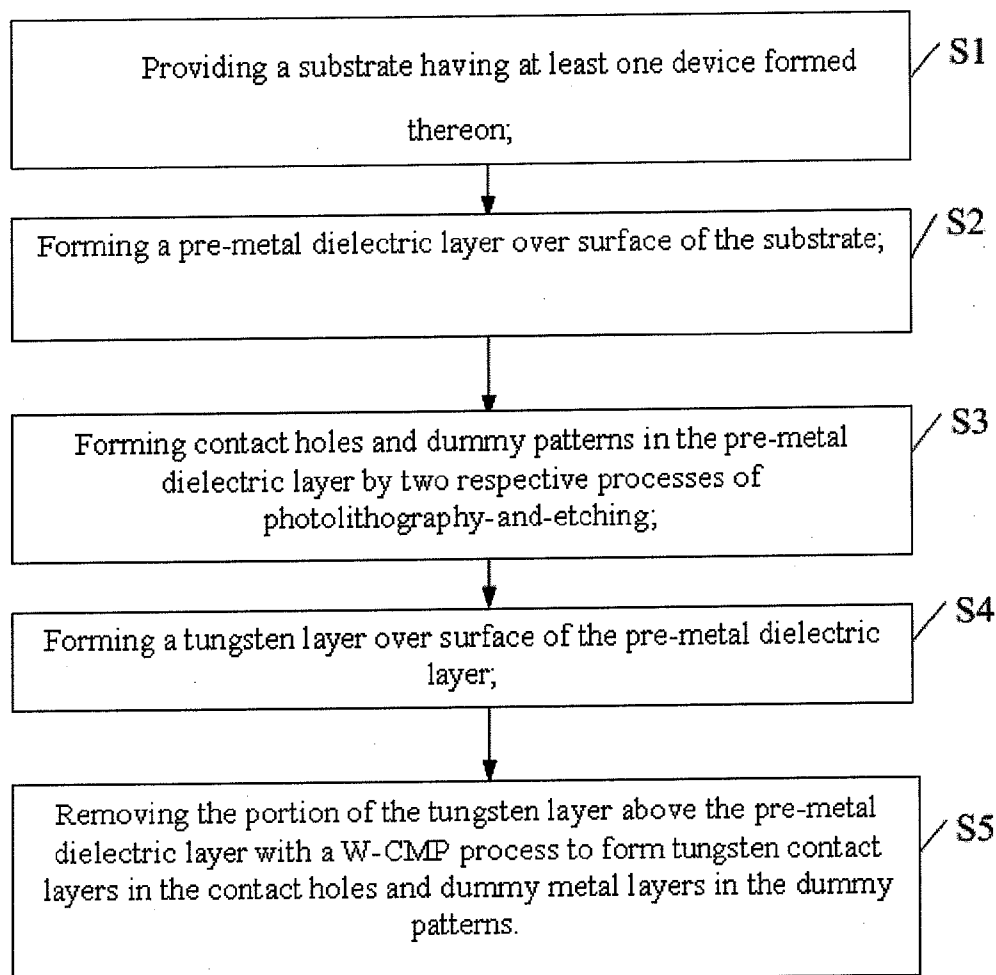 Providing a substrate having at least one device formed
thereon;
S1
Forming a pre-metal dielectric layer over surface of the substrate;
S2
Forming contact holes and dummy patterns in the pre-metal
dielectric layer by two respective processes of
photolithography-and-etching;
S3
Forming a tungsten layer over surface of the pre-metal dielectric
layer;
S4
Removing the portion of the tungsten layer above the pre-metal
dielectric layer with a W-CMP process to form tungsten contact
layers in the contact holes and dummy metal layers in the dummy
patterns.
S5